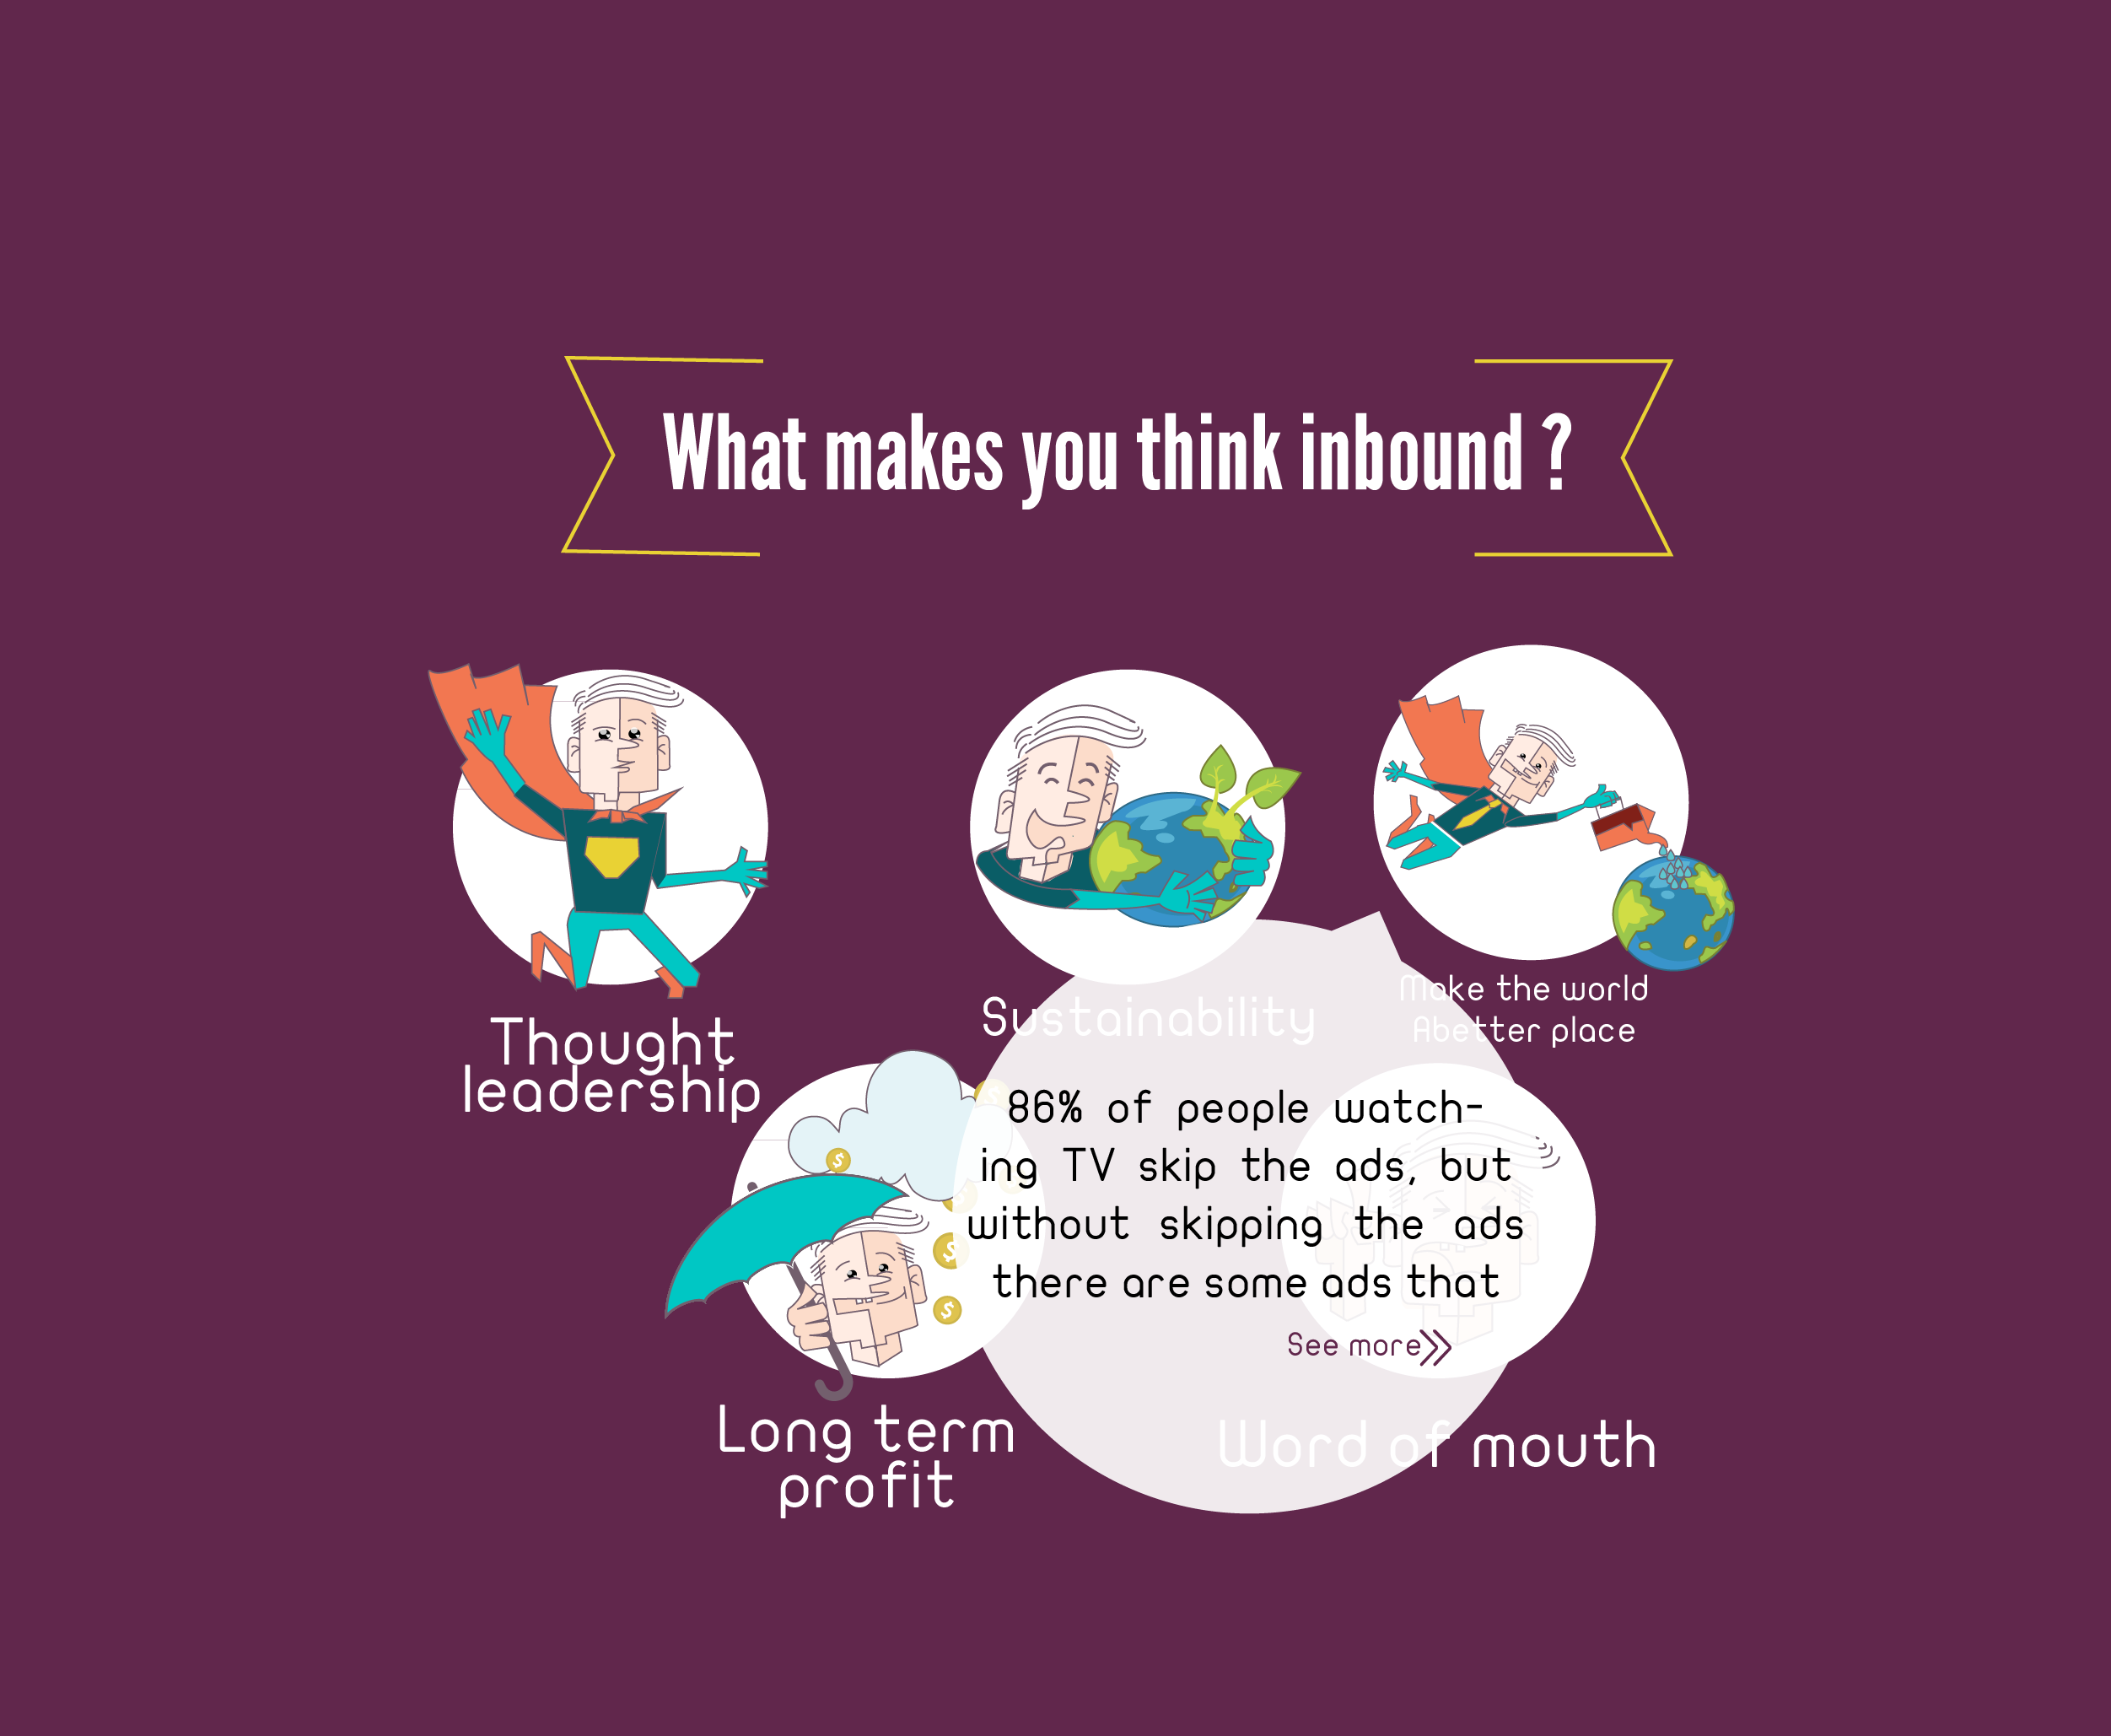 What makes you think inbound ?
Thought
leadership
Sustainability
Make the world
Abetter place
86% of people watch-
ing TV skip the ads, but
without skipping the ads
there are some ads that
See more
Long term
profit
Word of mouth